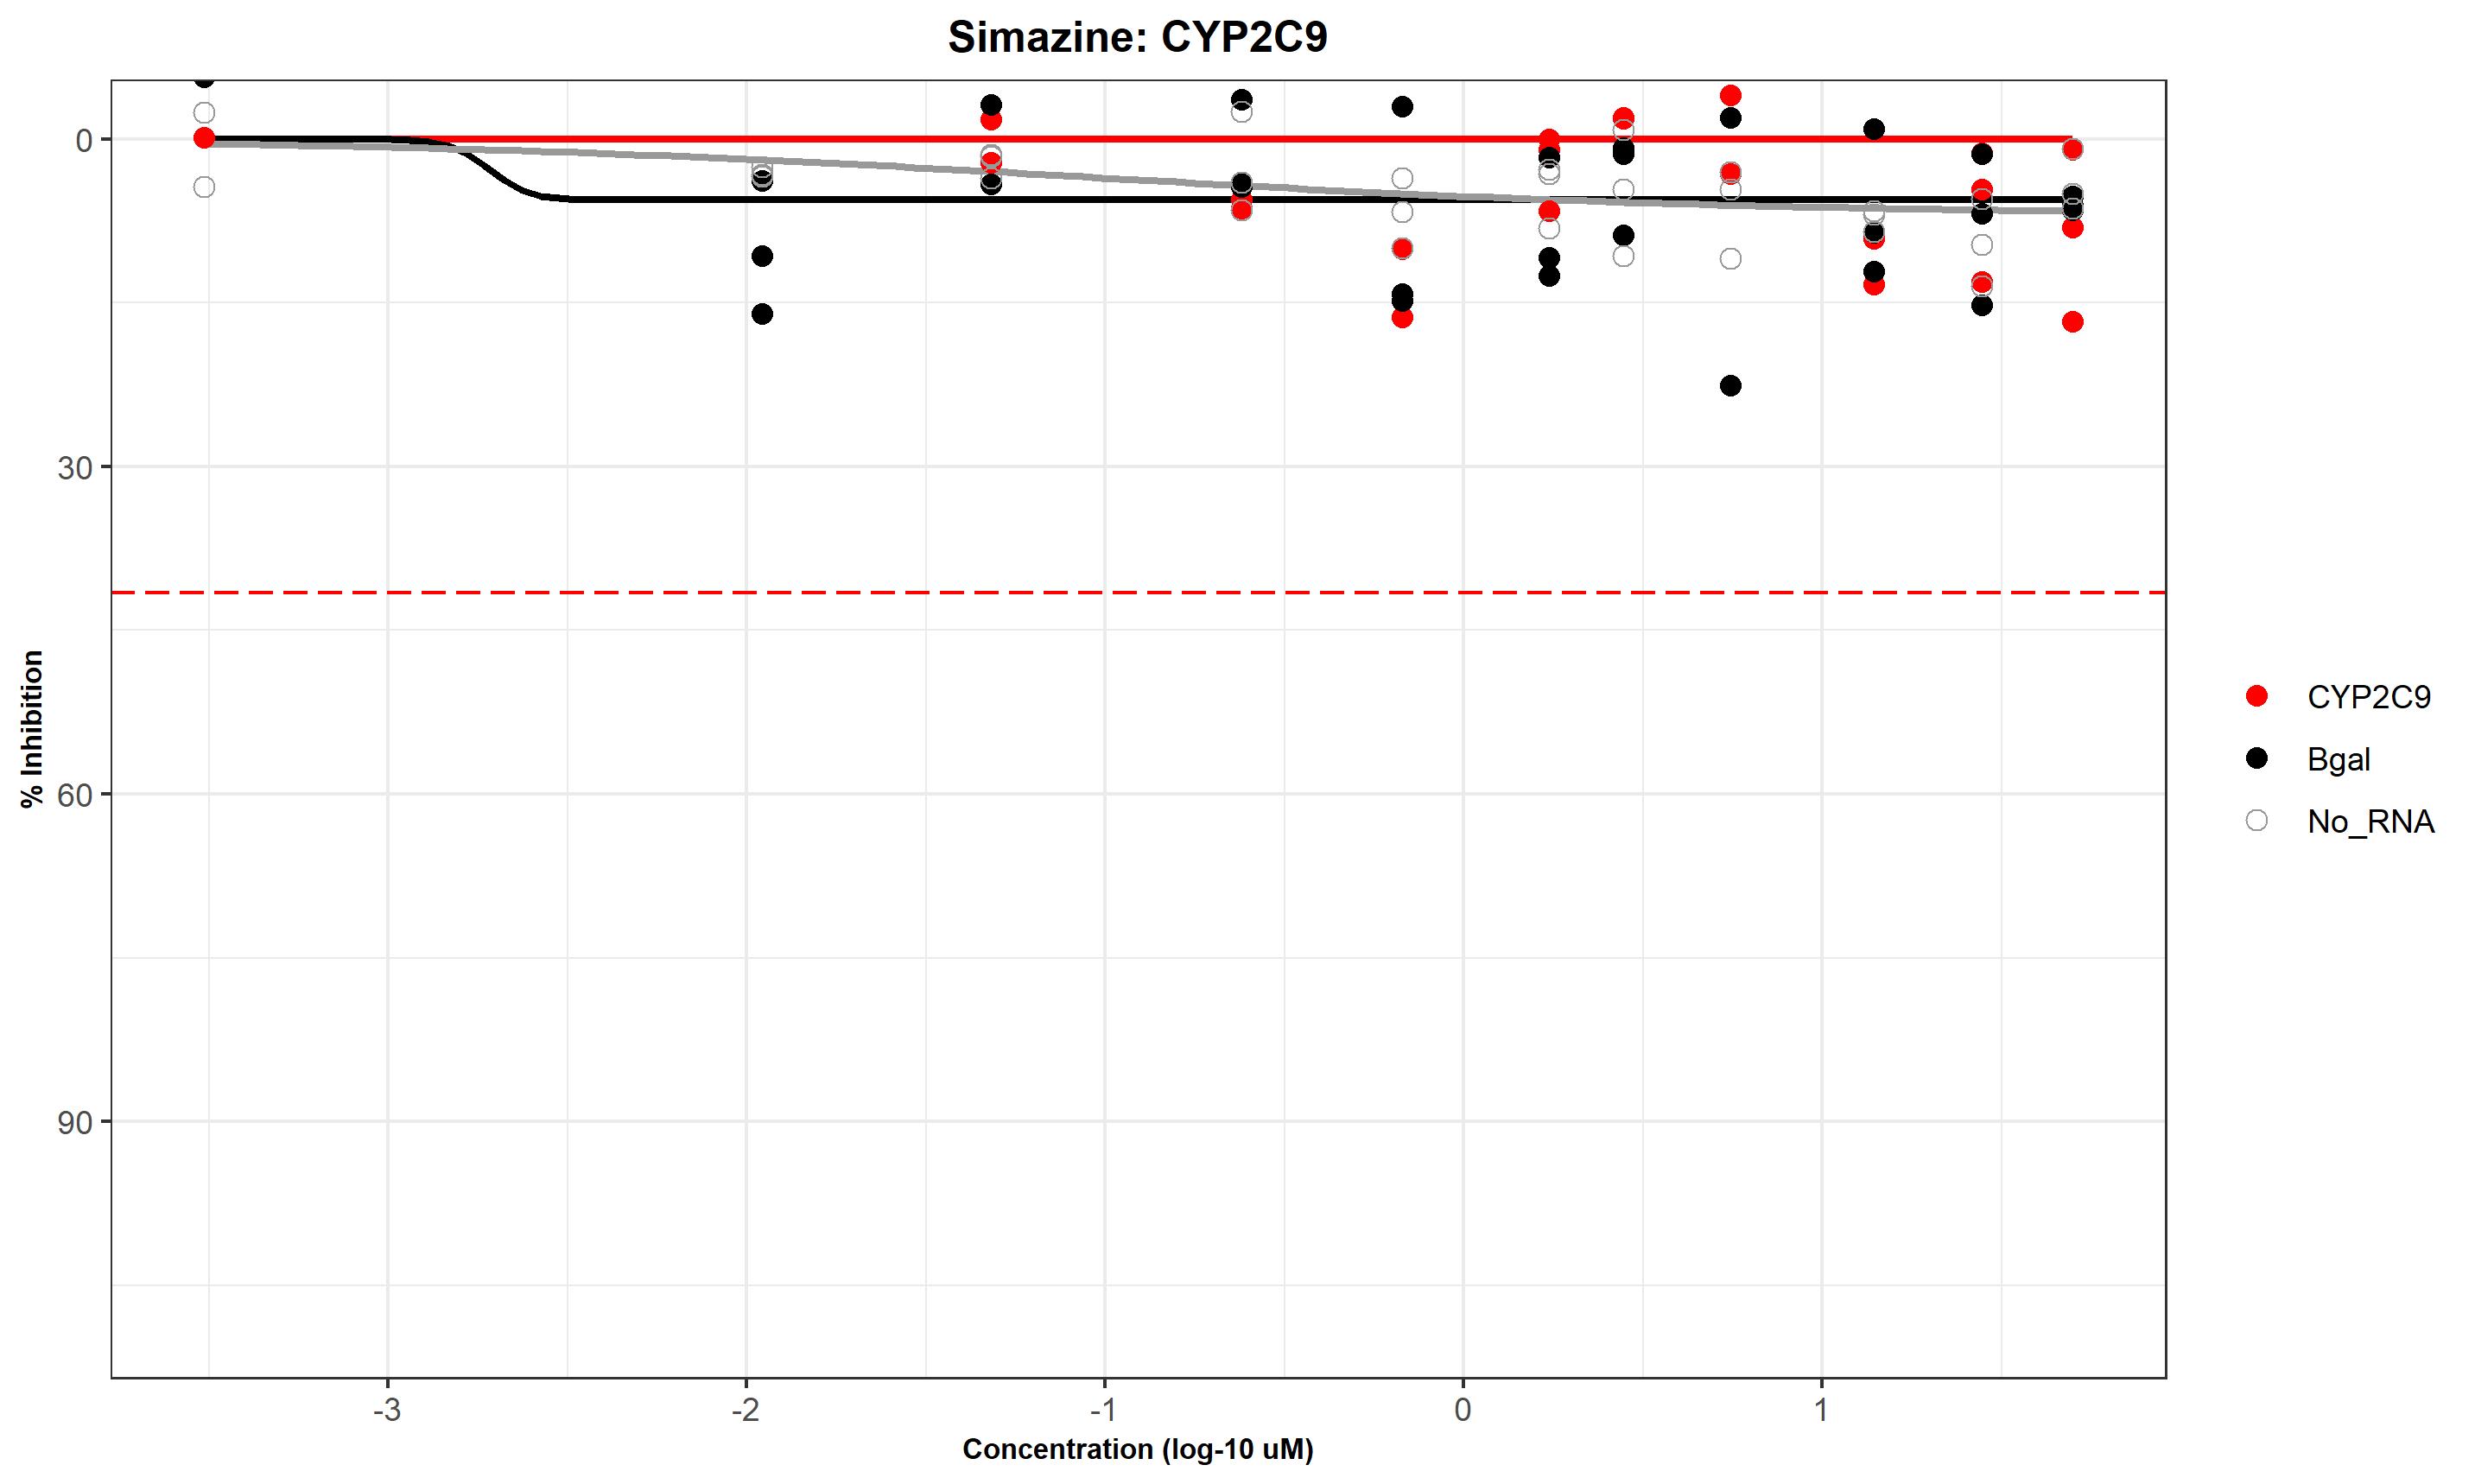 Simazine: CYP2C9
0
30
60
90
% Inhibition
-3
-2
-1
0
1
Concentration (log-10 uM)
CYP2C9
Bgal
No_RNA